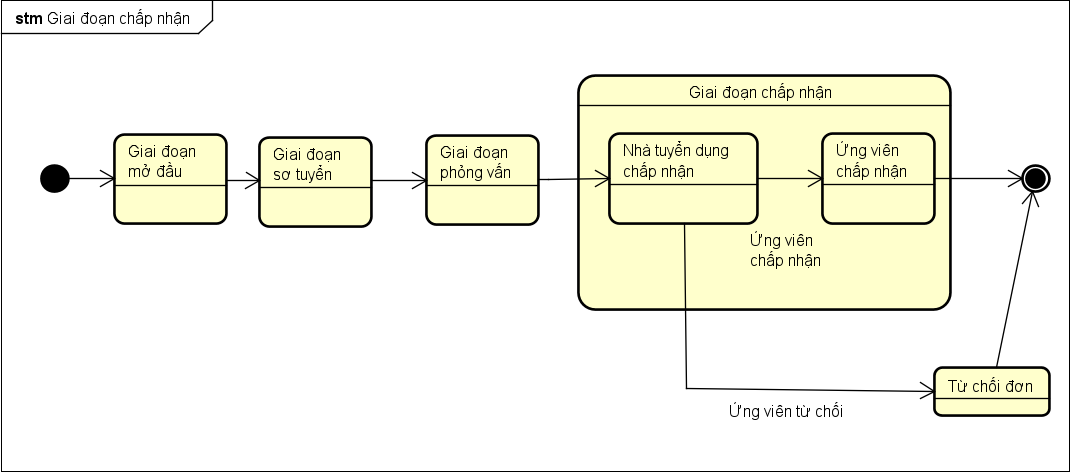 stm Giai đoạn chấp nhận
Giai đoạn chấp nhận
Giai đoạn
mở đầu
Giai đoạn
sơ tuyển
Giai đoạn
phỏng vấn
Nhà tuyển dụng
chấp nhận
Ứng viên
chấp nhận
Ứng viên
chấp nhận
Từ chối đơn
Ứng viên từ chối